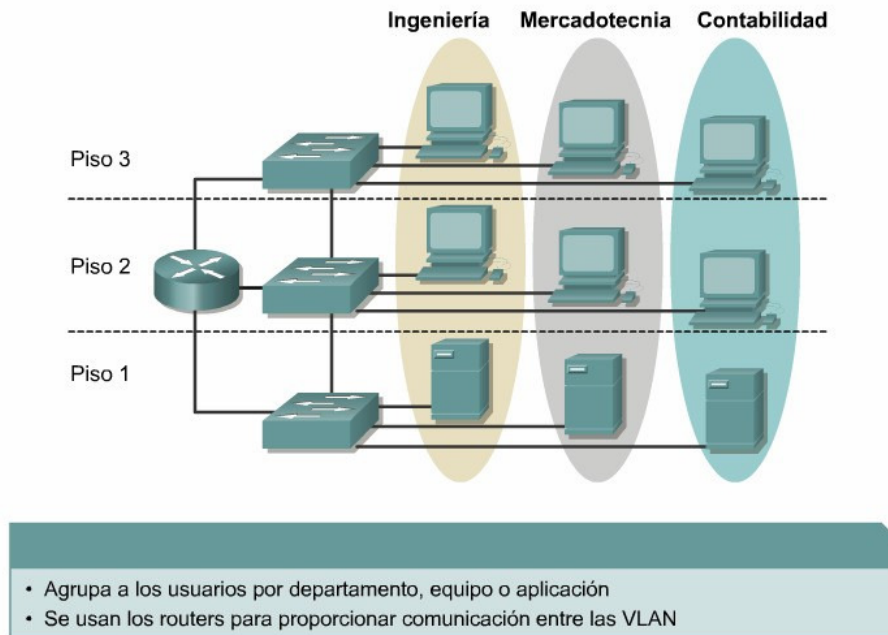 Ingeniería Mercadotecnia Contabilidad
Piso 3
Piso 2
Piso 1
• Agrupa a los usuarios por departamento, equipo o aplicación
• Se usan los routers para proporcionar comunicación entre las VLAN